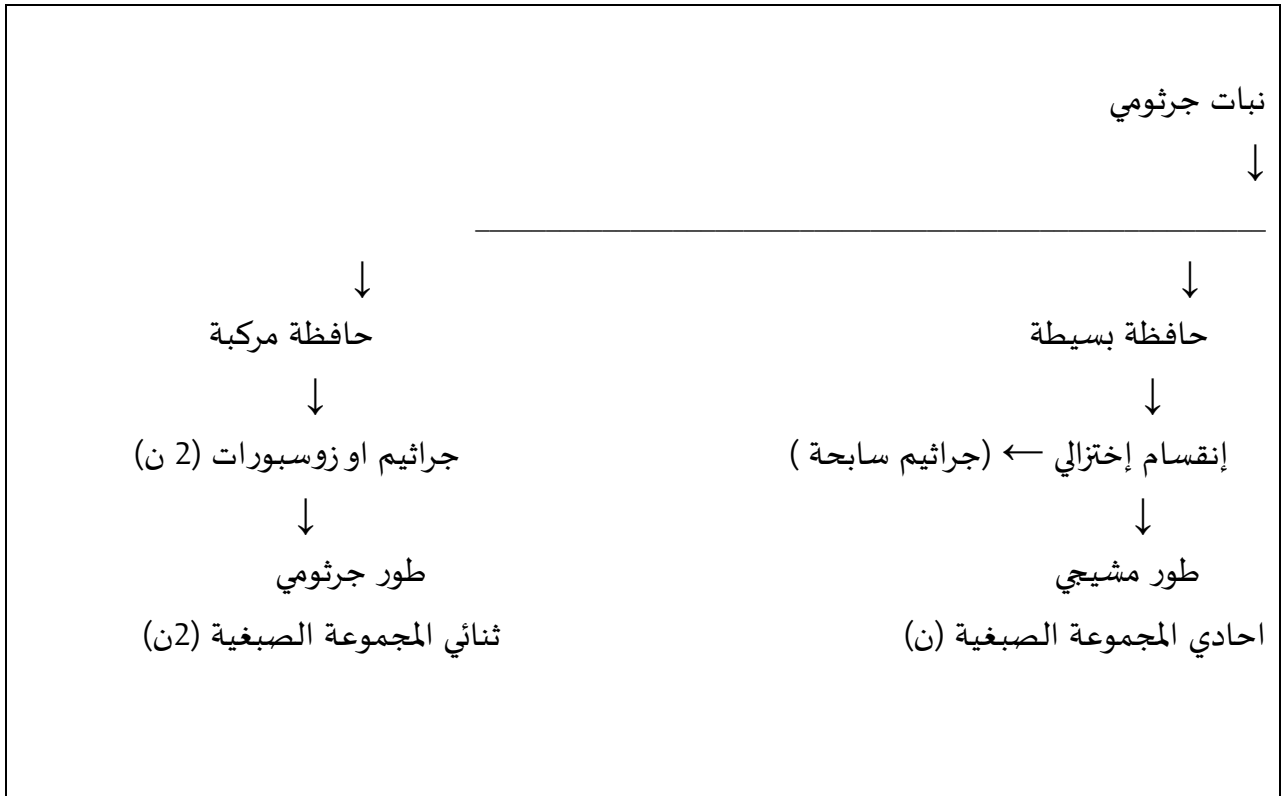 نبات جرثومي
↓
↓ ↓
حافظة بسيطة حافظة مركبة
↓ ↓
إنقسام إختزالي ← (جراثيم سابحة ) جراثيم او زوسبورات (2 ن)
↓ ↓
طور مشيجي طور جرثومي
احادي المجموعة الصبغية (ن) ثنائي المجموعة الصبغية (2ن)